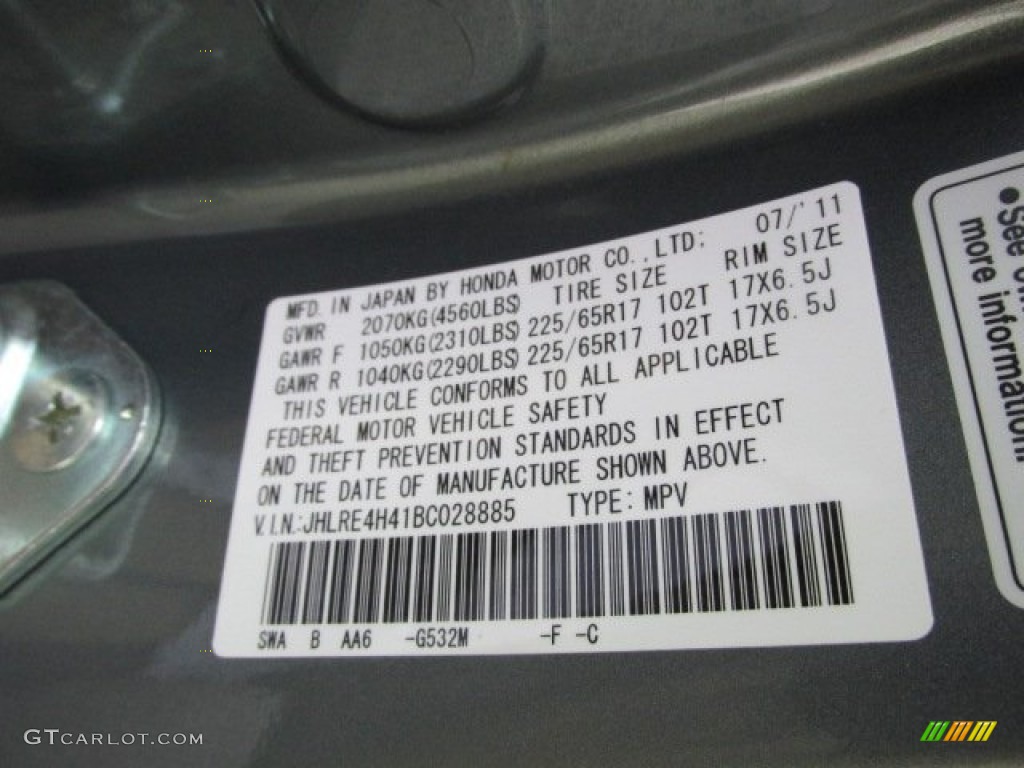 MFD. IN JAPAN BY HONDA MOTOR CO.,LTD; 07/'11
GVWR 2070KG(4560LBS) TIRE SIZE RIM SIZE
GAWR F 1050KG(2310LBS) 225/65R17 102T 17X6.5J
GAWR R 1040KG(2290LBS) 225/65R17 102T 17X6.5J
THIS VEHICLE CONFORMS TO ALL APPLICABLE
FEDERAL MOTOR VEHICLE SAFETY
AND THEFT PREVENTION STANDARDS IN EFFECT
ON THE DATE OF MANUFACTURE SHOWN ABOVE.
V.I.N.:JHLRE4H41BC028885 TYPE: MPV
SWA B AA6 -G532M -F -C
●See
more information
GTCARLOT.COM